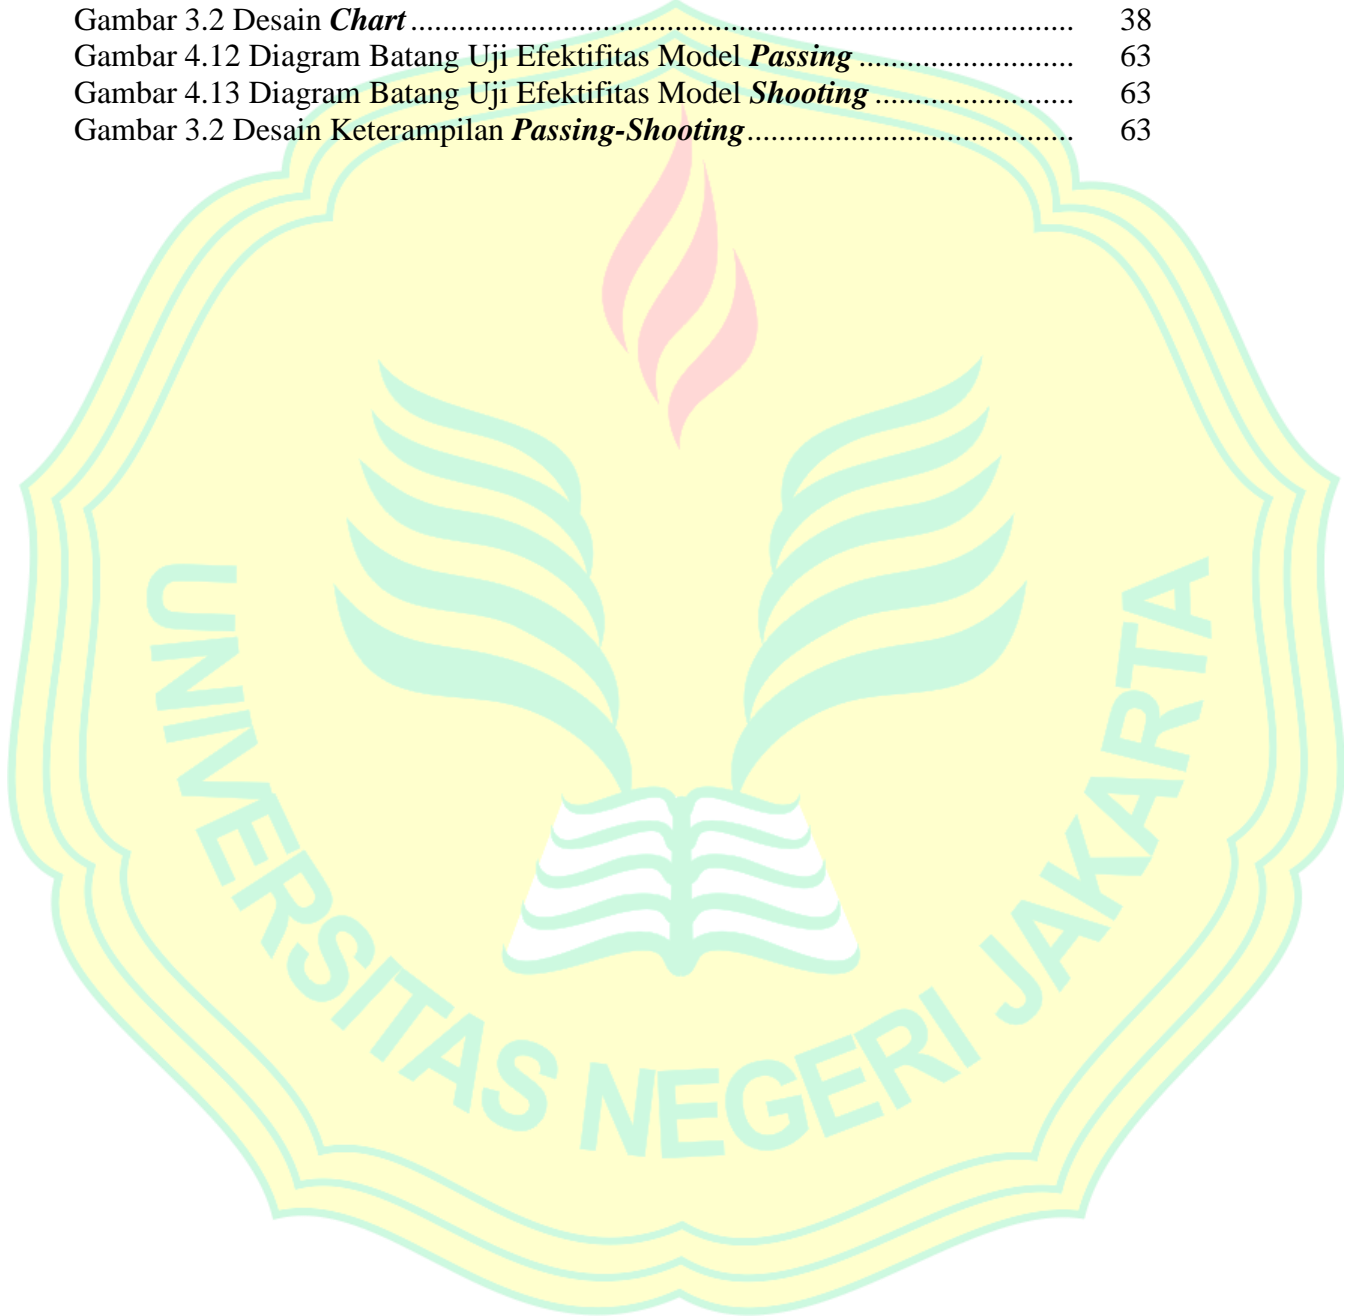 Gambar 3.2 Desain Chart ................................................................................... 38
Gambar 4.12 Diagram Batang Uji Efektifitas Model Passing ........................... 63
Gambar 4.13 Diagram Batang Uji Efektifitas Model Shooting ......................... 63
Gambar 3.2 Desain Keterampilan Passing-Shooting......................................... 63
UNIVERSITAS NEGERI JAKARTA